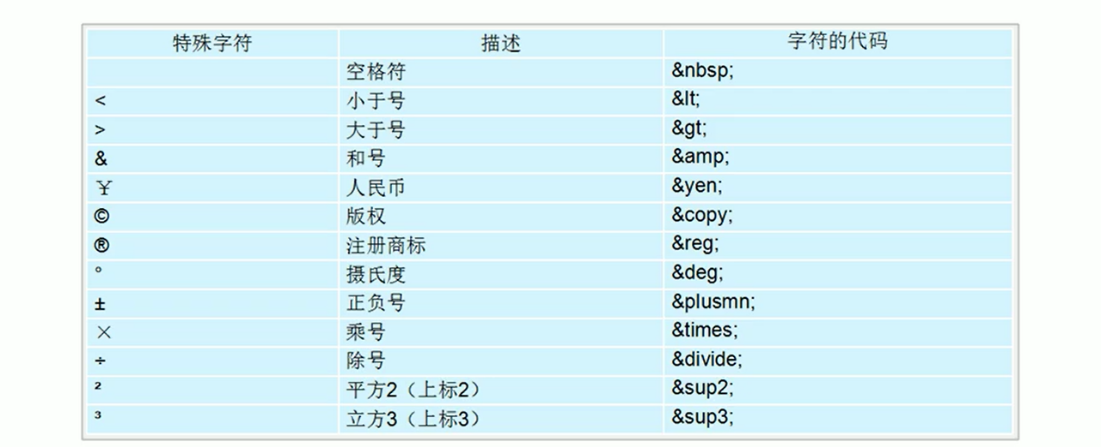 特殊字符 描述 字符的代码
空格符 &nbsp;
< 小于号 &lt;
> 大于号 &gt;
& 和号 &amp;
¥ 人民币 &yen;
© 版权 &copy;
® 注册商标 &reg;
° 摄氏度 &deg;
± 正负号 &plusmn;
× 乘号 &times;
÷ 除号 &divide;
² 平方2（上标2） &sup2;
³ 立方3（上标3） &sup3;